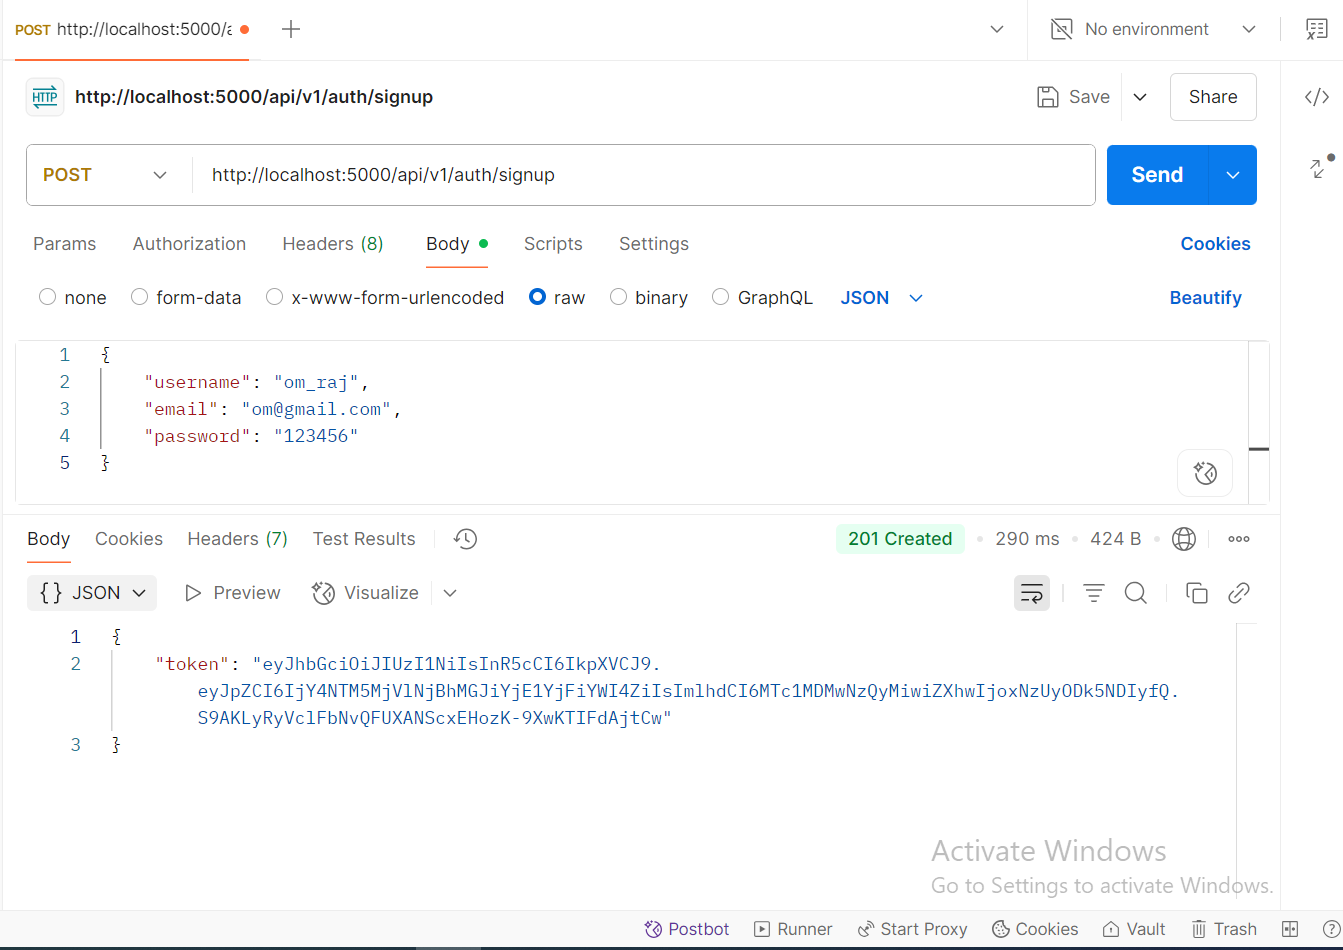 POST http://localhost:5000/a
No environment
HTTP http://localhost:5000/api/v1/auth/signup
Save
Share
POST http://localhost:5000/api/v1/auth/signup
Send
Params Authorization Headers (8) Body Scripts Settings Cookies
none form-data x-www-form-urlencoded raw binary GraphQL JSON Beautify
1 {
2 "username": "om_raj",
3 "email": "om@gmail.com",
4 "password": "123456"
5 }
Body Cookies Headers (7) Test Results 201 Created 290 ms 424 B
{} JSON Preview Visualize
1 {
2 "token": "eyJhbGciOiJIUzI1NiIsInR5cCI6IkpXVCJ9.
eyJpZCI6IjY4NTM5MjVlNjBhMGJiYjE1YjFiYWI4ZiIsImlhdCI6MTc1MDMwNzQyMiwiZXhwIjoxNzUyODk5NDIyfQ.
S9AKLyRyVclFbNvQFUXANScxEHozK-9XwKTIFdAjtCw"
3 }
Activate Windows
Go to Settings to activate Windows.
Postbot Runner Start Proxy Cookies Vault Trash